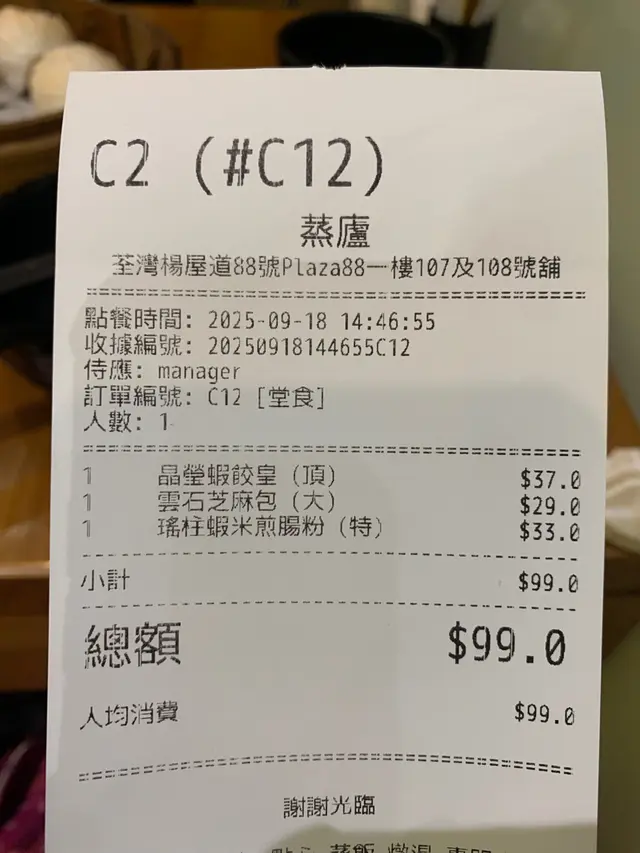 C2 (#C12)
蒸廬
荃灣楊屋道88號Plaza88一樓107及108號舖
點餐時間: 2025-09-18 14:46:55
收據編號: 20250918144655C12
侍應: manager
訂單編號: C12 [堂食]
人數: 1
1 晶瑩蝦餃皇 (頂) $37.0
1 雲石芝麻包 (大) $29.0
1 瑤柱蝦米煎腸粉 (特) $33.0
小計 $99.0
總額 $99.0
人均消費 $99.0
謝謝光臨